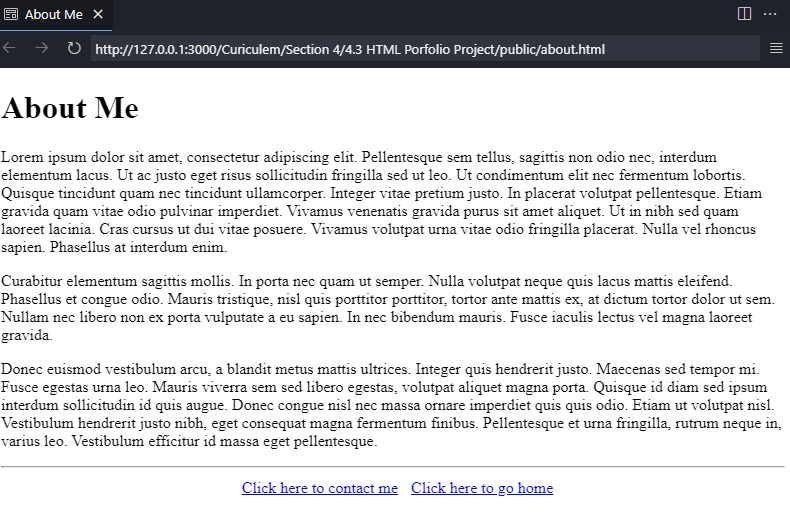 About Me
http://127.0.0.1:3000/Curiculem/Section 4/4.3 HTML Porfolio Project/public/about.html
About Me
Lorem ipsum dolor sit amet, consectetur adipiscing elit. Pellentesque sem tellus, sagittis non odio nec, interdum
elementum lacus. Ut ac justo eget risus sollicitudin fringilla sed ut leo. Ut condimentum elit nec fermentum lobortis.
Quisque tincidunt quam nec tincidunt ullamcorper. Integer vitae pretium justo. In placerat volutpat pellentesque. Etiam
gravida quam vitae odio pulvinar imperdiet. Vivamus venenatis gravida purus sit amet aliquet. Ut in nibh sed quam
laoreet lacinia. Cras cursus ut dui vitae posuere. Vivamus volutpat urna vitae odio fringilla placerat. Nulla vel rhoncus
sapien. Phasellus at interdum enim.
Curabitur elementum sagittis mollis. In porta nec quam ut semper. Nulla volutpat neque quis lacus mattis eleifend.
Phasellus et congue odio. Mauris tristique, nisl quis porttitor porttitor, tortor ante mattis ex, at dictum tortor dolor ut sem.
Nullam nec libero non ex porta vulputate a eu sapien. In nec bibendum mauris. Fusce iaculis lectus vel magna laoreet
gravida.
Donec euismod vestibulum arcu, a blandit metus mattis ultrices. Integer quis hendrerit justo. Maecenas sed tempor mi.
Fusce egestas urna leo. Mauris viverra sem sed libero egestas, volutpat aliquet magna porta. Quisque id diam sed ipsum
interdum sollicitudin id quis augue. Donec congue nisl nec massa ornare imperdiet quis quis odio. Etiam ut volutpat nisl.
Vestibulum hendrerit justo nibh, eget consequat magna fermentum finibus. Pellentesque et urna fringilla, rutrum neque in,
varius leo. Vestibulum efficitur id massa eget pellentesque.
Click here to contact me Click here to go home